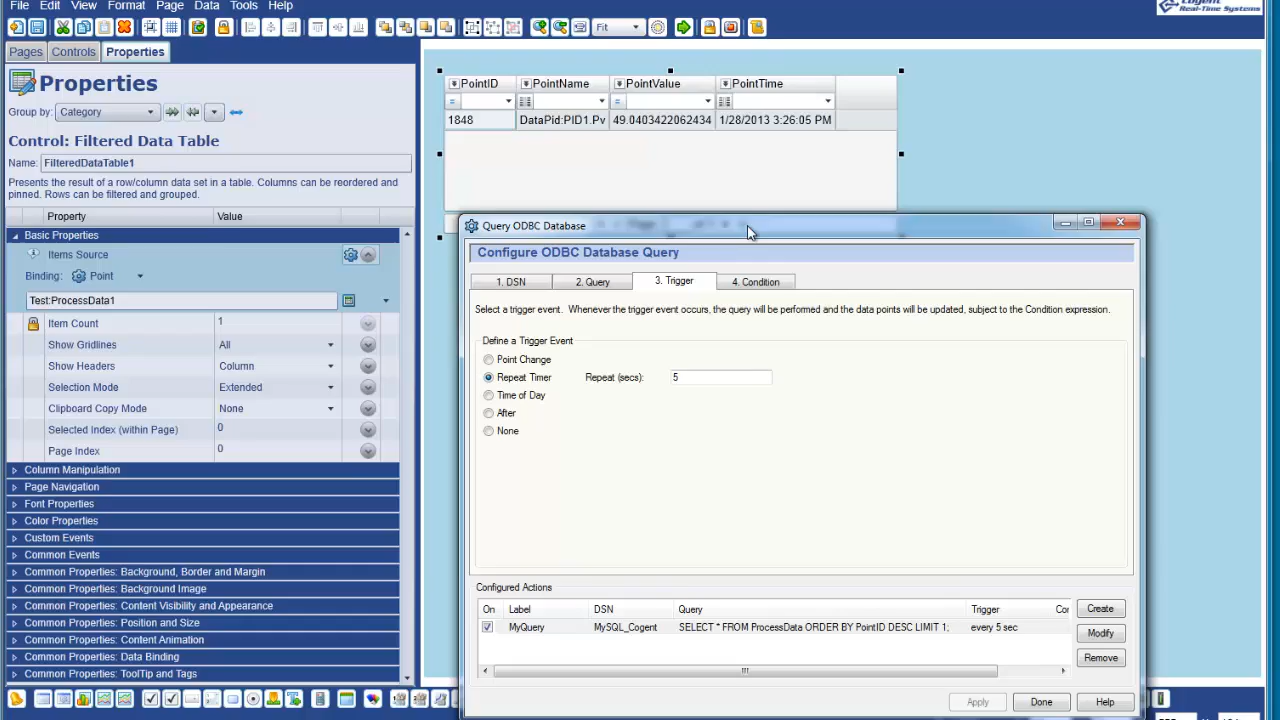 File Edit View Format Page Data Tools Help
Real-Time Systems
Fit
Pages Controls Properties
Properties
Group by: Category
Control: Filtered Data Table
Name: FilteredDataTable1
Presents the result of a row/column data set in a table. Columns can be reordered and
pinned. Rows can be filtered and grouped.
Property Value
Basic Properties
Items Source
Binding: Point
Test:ProcessData1
Item Count 1
Show Gridlines All
Show Headers Column
Selection Mode Extended
Clipboard Copy Mode None
Selected Index (within Page) 0
Page Index 0
Column Manipulation
Page Navigation
Font Properties
Color Properties
Custom Events
Common Events
Common Properties: Background, Border and Margin
Common Properties: Background Image
Common Properties: Content Visibility and Appearance
Common Properties: Position and Size
Common Properties: Content Animation
Common Properties: Data Binding
Common Properties: ToolTip and Tags
PointID PointName PointValue PointTime
= =
1848 DataPid:PID1.Pv 49.0403422062434 1/28/2013 3:26:05 PM
Query ODBC Database
Configure ODBC Database Query
1. DSN 2. Query 3. Trigger 4. Condition
Select a trigger event. Whenever the trigger event occurs, the query will be performed and the data points will be updated, subject to the Condition expression.
Define a Trigger Event
Point Change
Repeat Timer Repeat (secs): 5
Time of Day
After
None
Configured Actions
On Label DSN Query Trigger Cor
MyQuery MySQL_Cogent SELECT * FROM ProcessData ORDER BY PointID DESC LIMIT 1; every 5 sec
Create
Modify
Remove
Apply Done Help